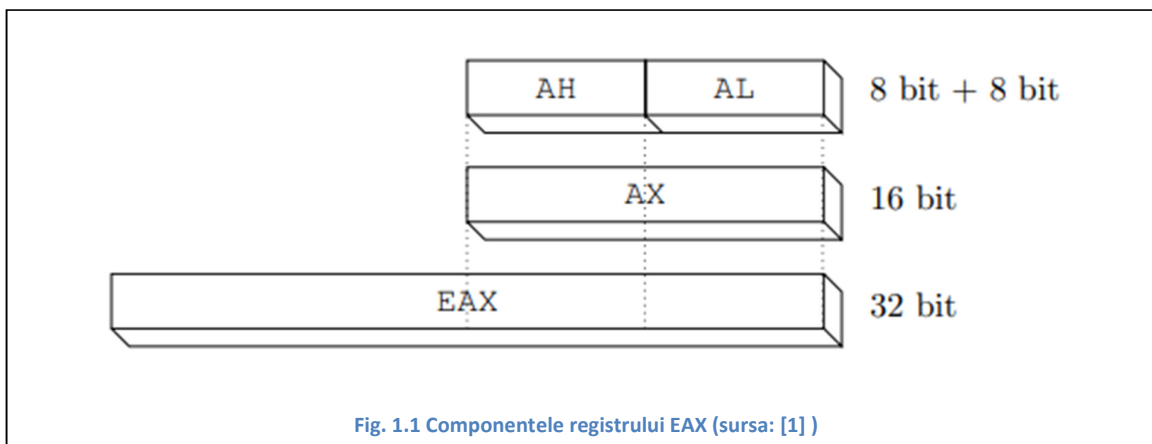 AH AL 8 bit + 8 bit
AX 16 bit
EAX 32 bit
Fig. 1.1 Componentele registrului EAX (sursa: [1] )